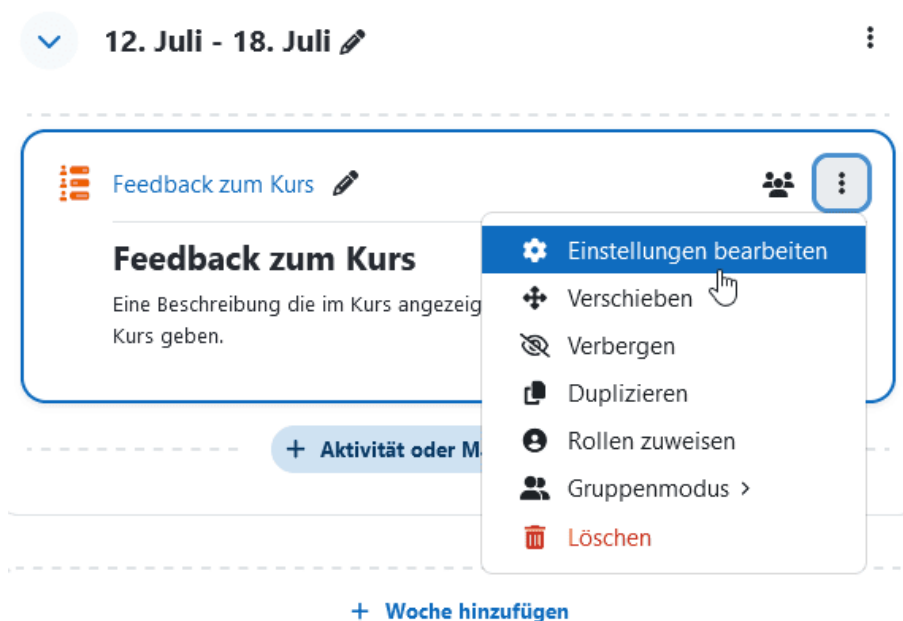 12. Juli - 18. Juli
Feedback zum Kurs
Feedback zum Kurs
Eine Beschreibung die im Kurs
Kurs geben.
Einstellungen bearbeiten
Verschieben
Verbergen
Duplizieren
Rollen zuweisen
Gruppenmodus
Löschen
+ Aktivität oder
+ Woche hinzufügen